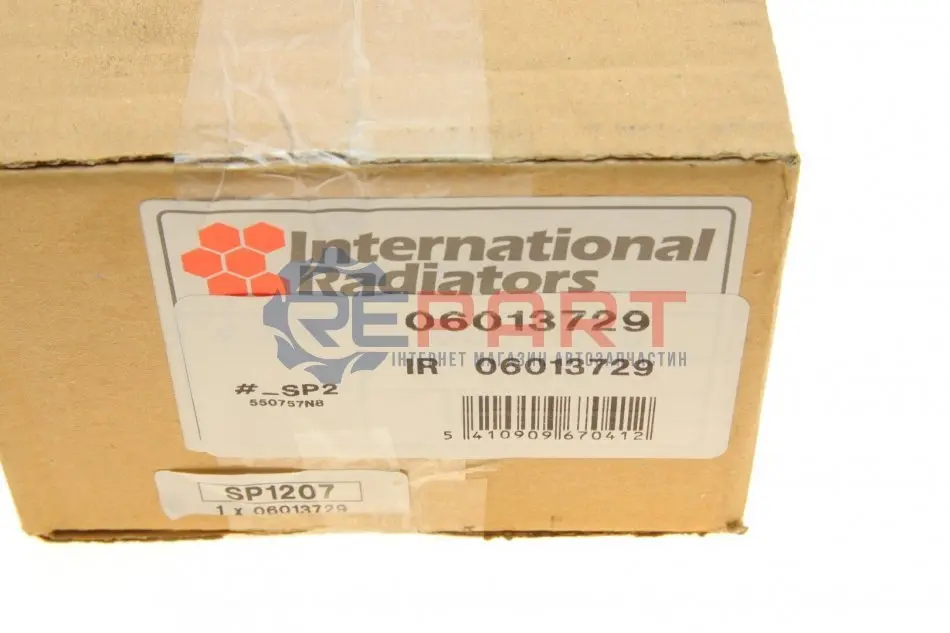 International
Radiators
06013729
REPART
ІНТЕРНЕТ МАГАЗИН АВТОЗАПЧАСТИН
IR 06013729
#_SP2
550757N8
5 410909 670412
SP1207
1 x 06013729